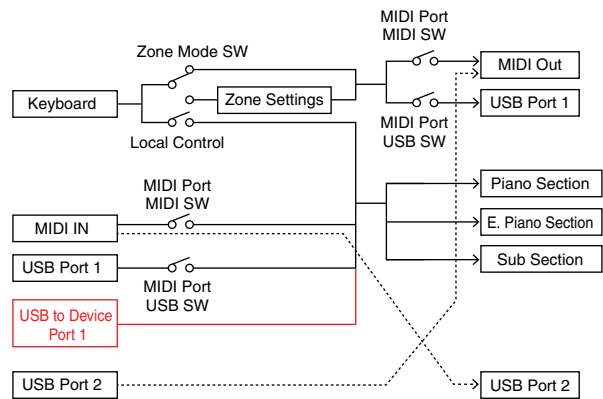 MIDI Port
MIDI SW
Zone Mode SW
MIDI Out
Keyboard
Zone Settings
USB Port 1
Local Control
MIDI Port
USB SW
MIDI Port
MIDI SW
Piano Section
MIDI IN
E. Piano Section
USB Port 1
Sub Section
MIDI Port
USB SW
USB to Device
Port 1
USB Port 2
USB Port 2